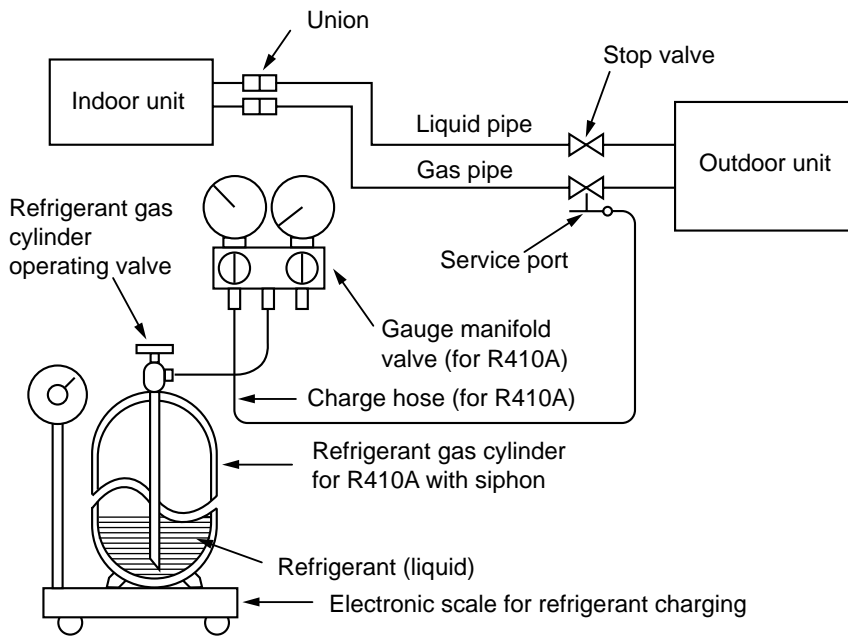 Union
Stop valve
Indoor unit
Liquid pipe
Gas pipe
Outdoor unit
Refrigerant gas
cylinder
operating valve
Service port
Gauge manifold
valve (for R410A)
Charge hose (for R410A)
Refrigerant gas cylinder
for R410A with siphon
Refrigerant (liquid)
Electronic scale for refrigerant charging